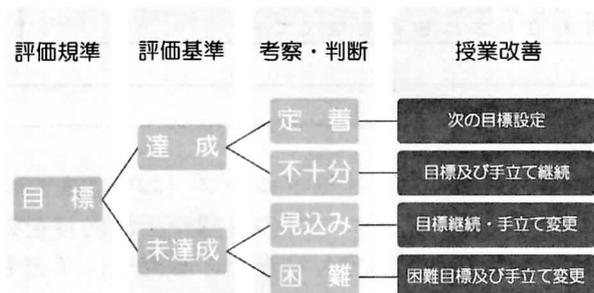 評価規準 評価基準 考察・判断 授業改善
目標
達成
未達成
定着
不十分
見込み
困難
次の目標設定
目標及び手立て継続
目標継続・手立て変更
困難目標及び手立て変更